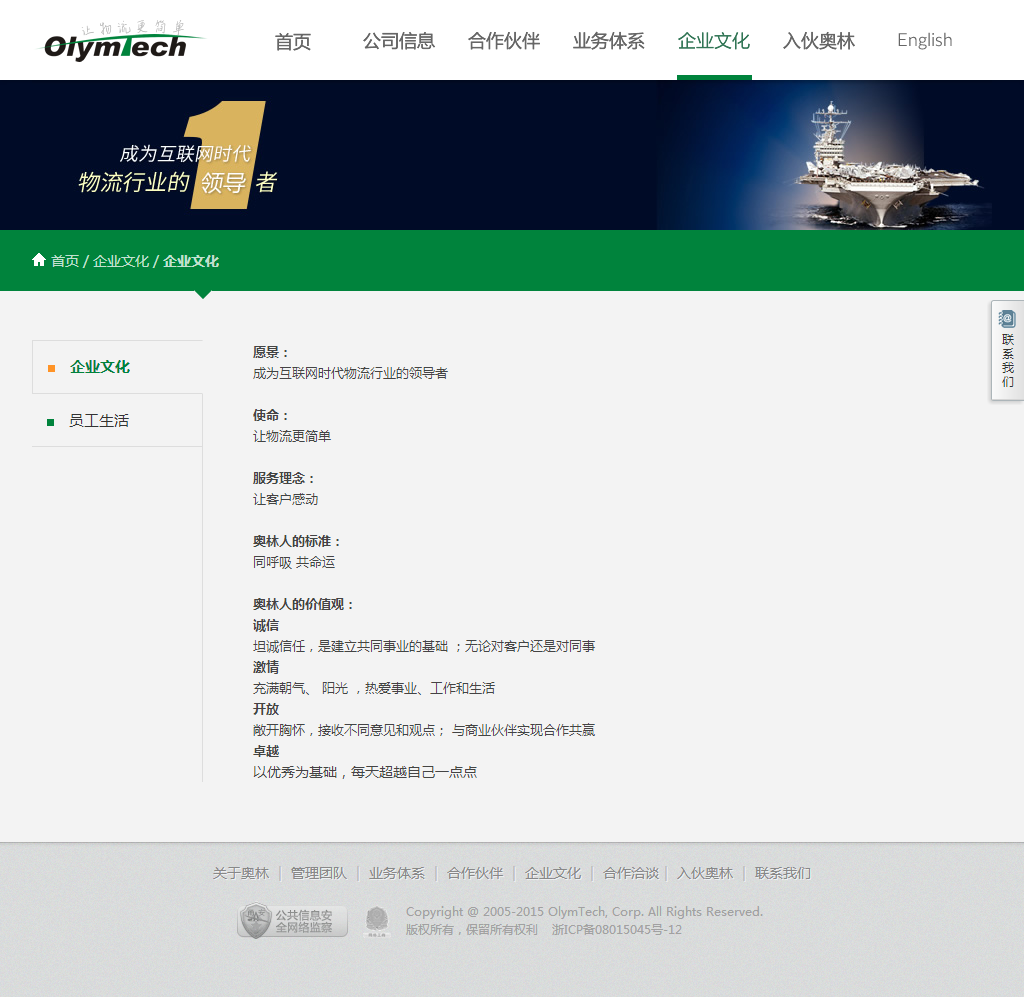 让物流更简单
OlymTech
首页 公司信息 合作伙伴 业务体系 企业文化 入伙奥林 English
1
成为互联网时代
物流行业的 领导 者
首页 / 企业文化 / 企业文化
联系我们
企业文化
员工生活
愿景：
成为互联网时代物流行业的领导者
使命：
让物流更简单
服务理念：
让客户感动
奥林人的标准：
同呼吸 共命运
奥林人的价值观：
诚信
坦诚信任，是建立共同事业的基础 ；无论对客户还是对同事
激情
充满朝气、 阳光 ，热爱事业、工作和生活
开放
敞开胸怀，接收不同意见和观点； 与商业伙伴实现合作共赢
卓越
以优秀为基础，每天超越自己一点点
关于奥林 | 管理团队 | 业务体系 | 合作伙伴 | 企业文化 | 合作洽谈 | 入伙奥林 | 联系我们
公共信息安
全网络监察
Copyright @ 2005-2015 OlymTech, Corp. All Rights Reserved.
版权所有，保留所有权利 浙ICP备08015045号-12